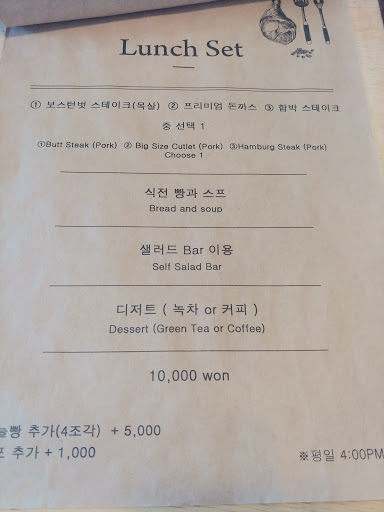 Lunch Set
① 보스턴벗 스테이크(목살) ② 프리미엄 돈까스 ③ 함박 스테이크
중 선택 1
①Butt Steak (Pork) ② Big Size Cutlet (Pork) ③Hamburg Steak (Pork)
Choose 1
식전 빵과 스프
Bread and soup
샐러드 Bar 이용
Self Salad Bar
디저트 ( 녹차 or 커피 )
Dessert (Green Tea or Coffee)
10,000 won
늘빵 추가(4조각) + 5,000
추가 + 1,000
※평일 4:00PM